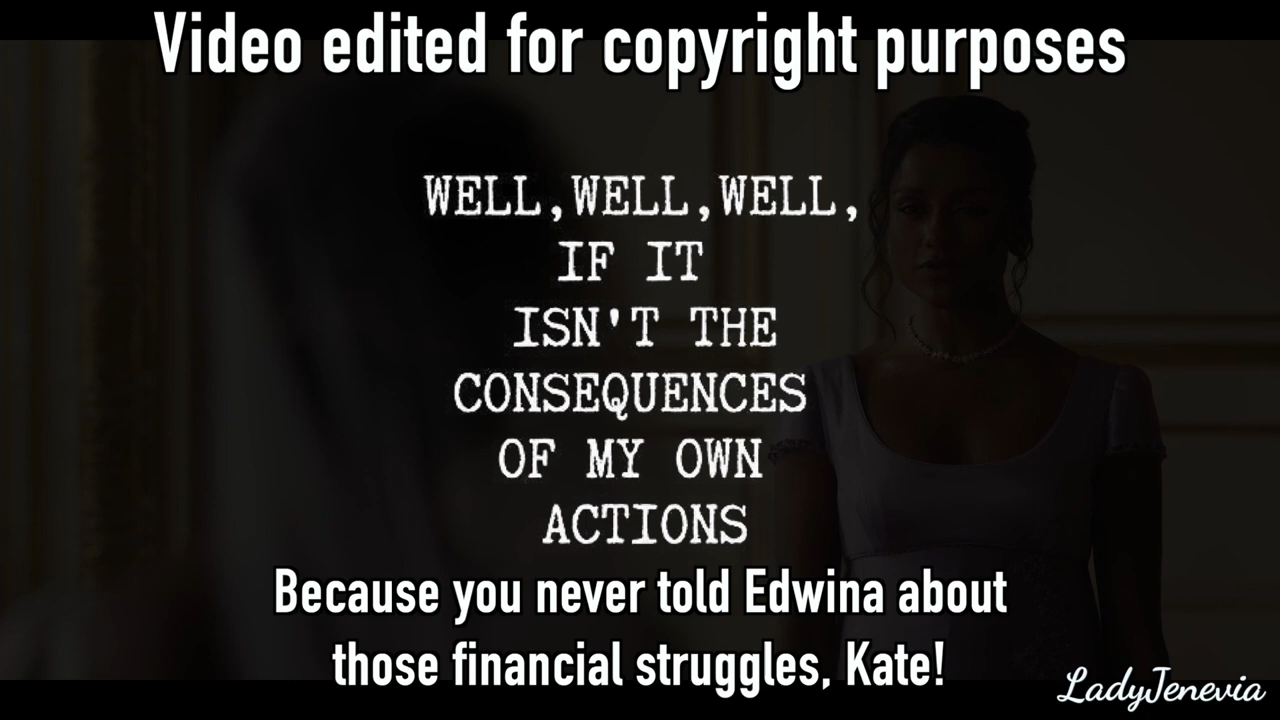 Video edited for copyright purposes
WELL,WELL,WELL,
IF IT
ISN'T THE
CONSEQUENCES
OF MY OWN
ACTIONS
Because you never told Edwina about
those financial struggles, Kate!
LadyJenevia